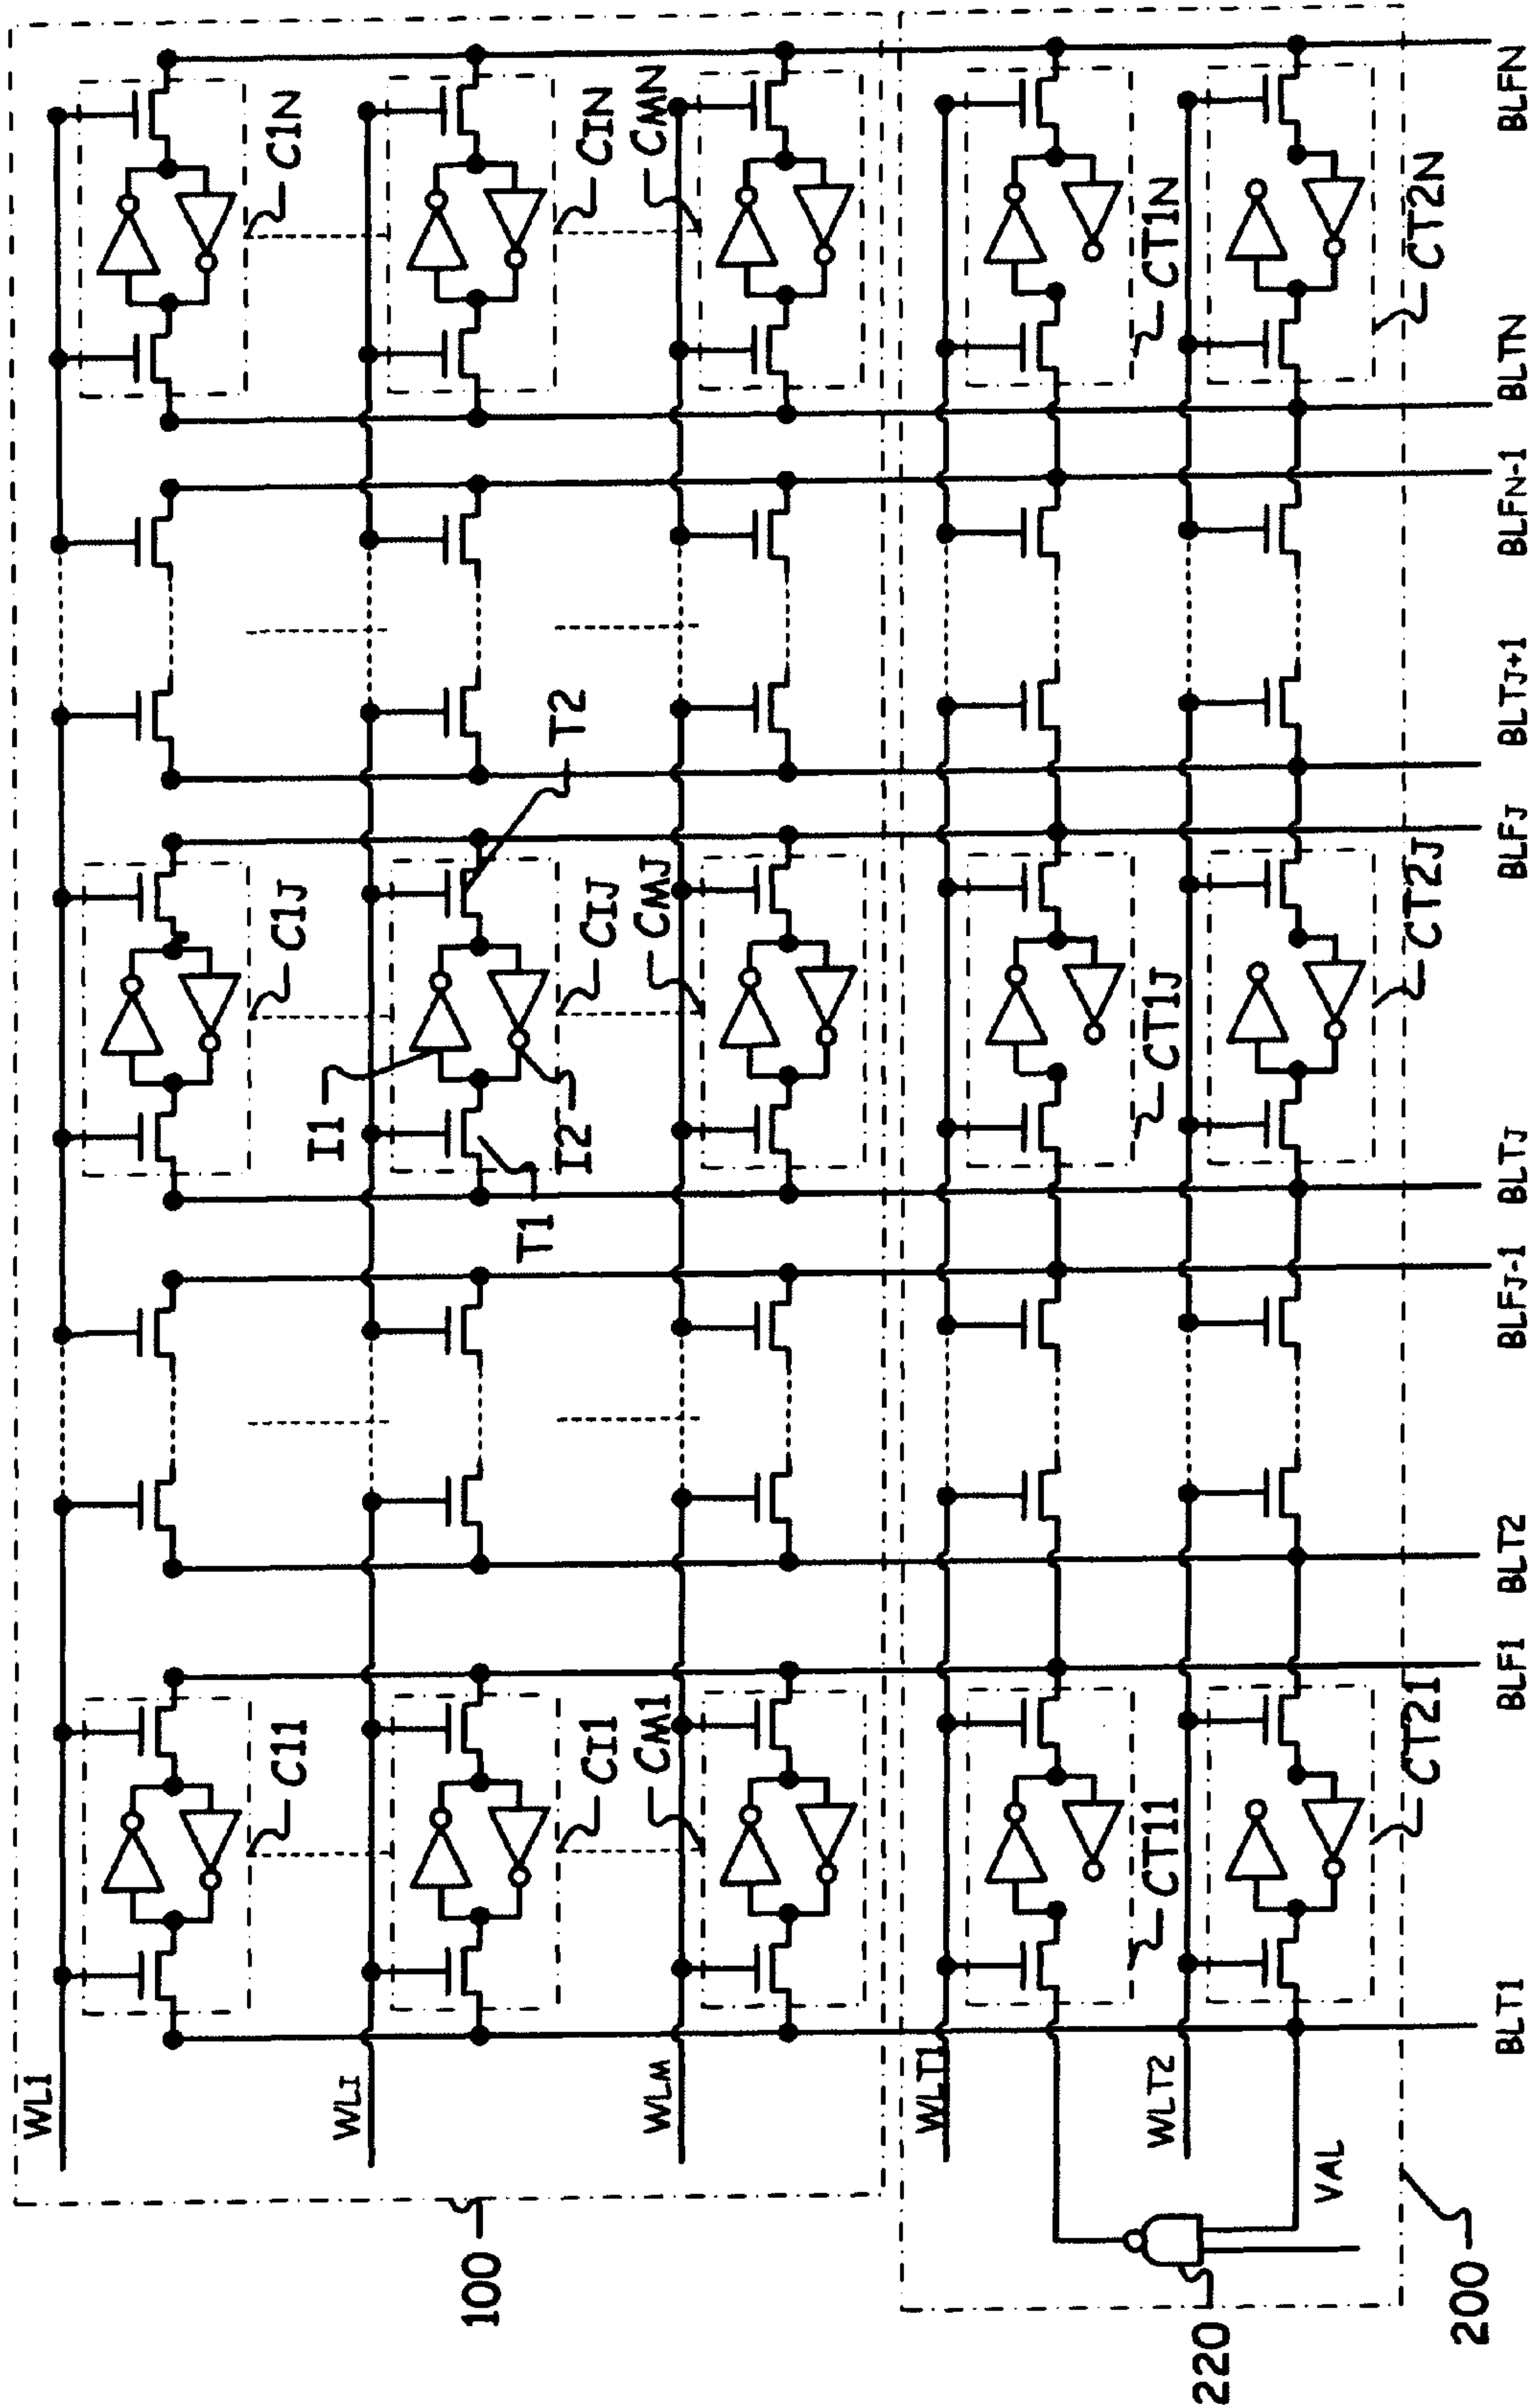 WL1
C11
C1J
C1N
WLI
CI1
I1
T1
I2
CIJ
T2
CIN
WLM
CM1
CMJ
CMN
100
WLT1
CT11
CT1J
CT1N
WLT2
VAL
CT21
CT2J
CT2N
220
200
BLT1
BLF1
BLT2
BLFJ-1
BLTJ
BLFJ
BLTJ+1
BLFN-1
BLTN
BLFN